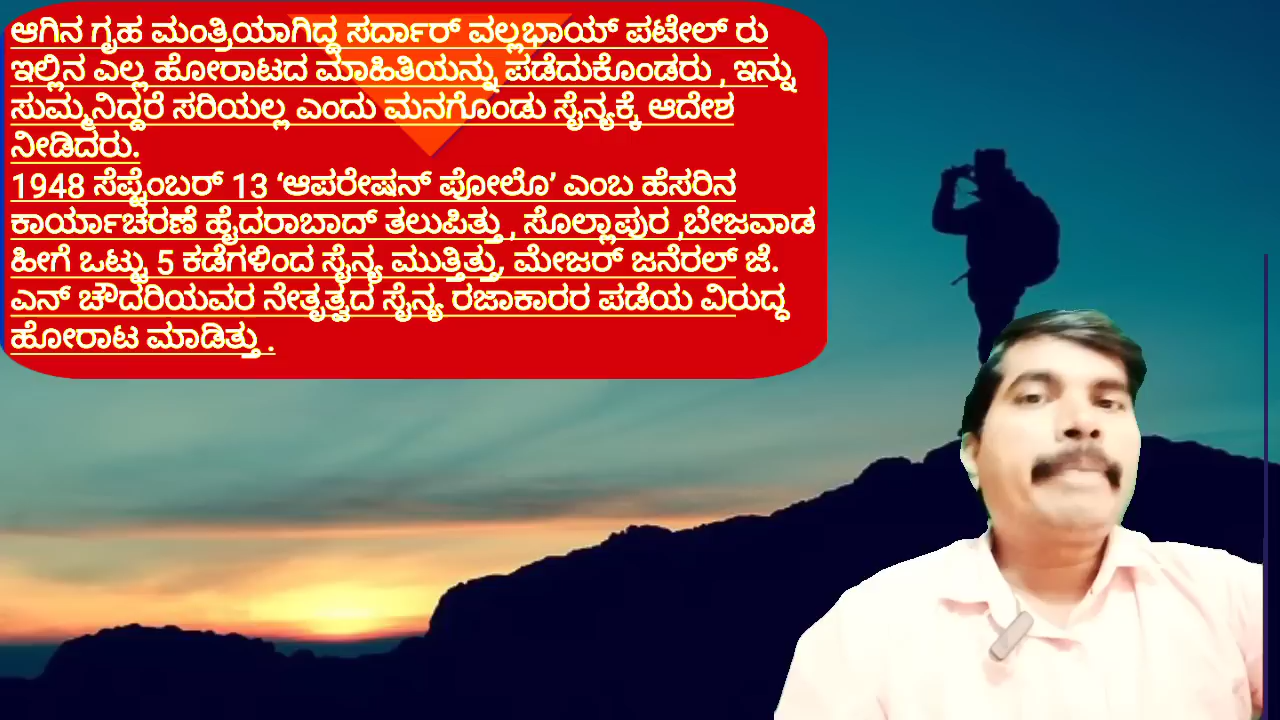 ಆಗಿನ ಗೃಹ ಮಂತ್ರಿಯಾಗಿದ್ದ ಸರ್ದಾರ್ ವಲ್ಲಭಾಯ್ ಪಟೇಲ್ ರು
ಇಲ್ಲಿನ ಎಲ್ಲ ಹೋರಾಟದ ಮಾಹಿತಿಯನ್ನು ಪಡೆದುಕೊಂಡರು , ಇನ್ನು
ಸುಮ್ಮನಿದ್ದರೆ ಸರಿಯಲ್ಲ ಎಂದು ಮನಗೊಂಡು ಸೈನ್ಯಕ್ಕೆ ಆದೇಶ
ನೀಡಿದರು.
1948 ಸೆಪ್ಟೆಂಬರ್ 13 ‘ಆಪರೇಷನ್ ಪೋಲೊ’ ಎಂಬ ಹೆಸರಿನ
ಕಾರ್ಯಾಚರಣೆ ಹೈದರಾಬಾದ್ ತಲುಪಿತ್ತು , ಸೊಲ್ಲಾಪುರ ,ಬೇಜವಾಡ
ಹೀಗೆ ಒಟ್ಟು 5 ಕಡೆಗಳಿಂದ ಸೈನ್ಯ ಮುತ್ತಿತ್ತು, ಮೇಜರ್ ಜನೆರಲ್ ಜೆ.
ಎನ್ ಚೌದರಿಯವರ ನೇತೃತ್ವದ ಸೈನ್ಯ ರಜಾಕಾರರ ಪಡೆಯ ವಿರುದ್ಧ
ಹೋರಾಟ ಮಾಡಿತ್ತು .